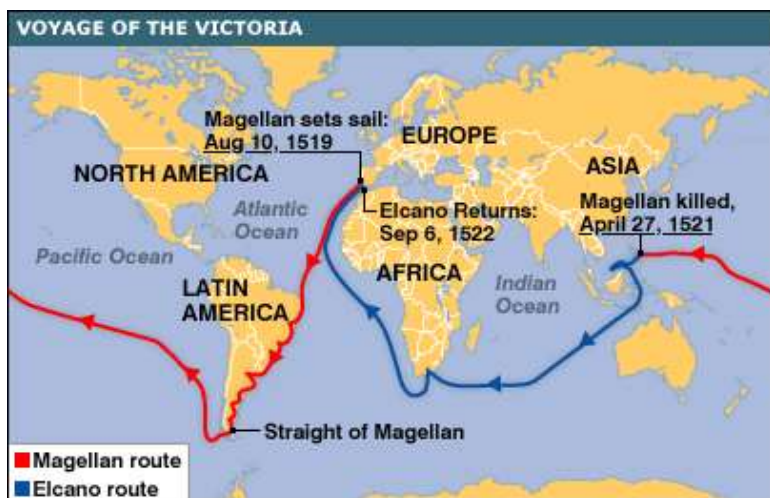 VOYAGE OF THE VICTORIA
Magellan sets sail:
Aug 10, 1519
EUROPE
NORTH AMERICA
ASIA
Magellan killed,
April 27, 1521
Atlantic
Ocean
Elcano Returns:
Sep 6, 1522
Pacific Ocean
AFRICA
Indian
Ocean
LATIN
AMERICA
Straight of Magellan
Magellan route
Elcano route